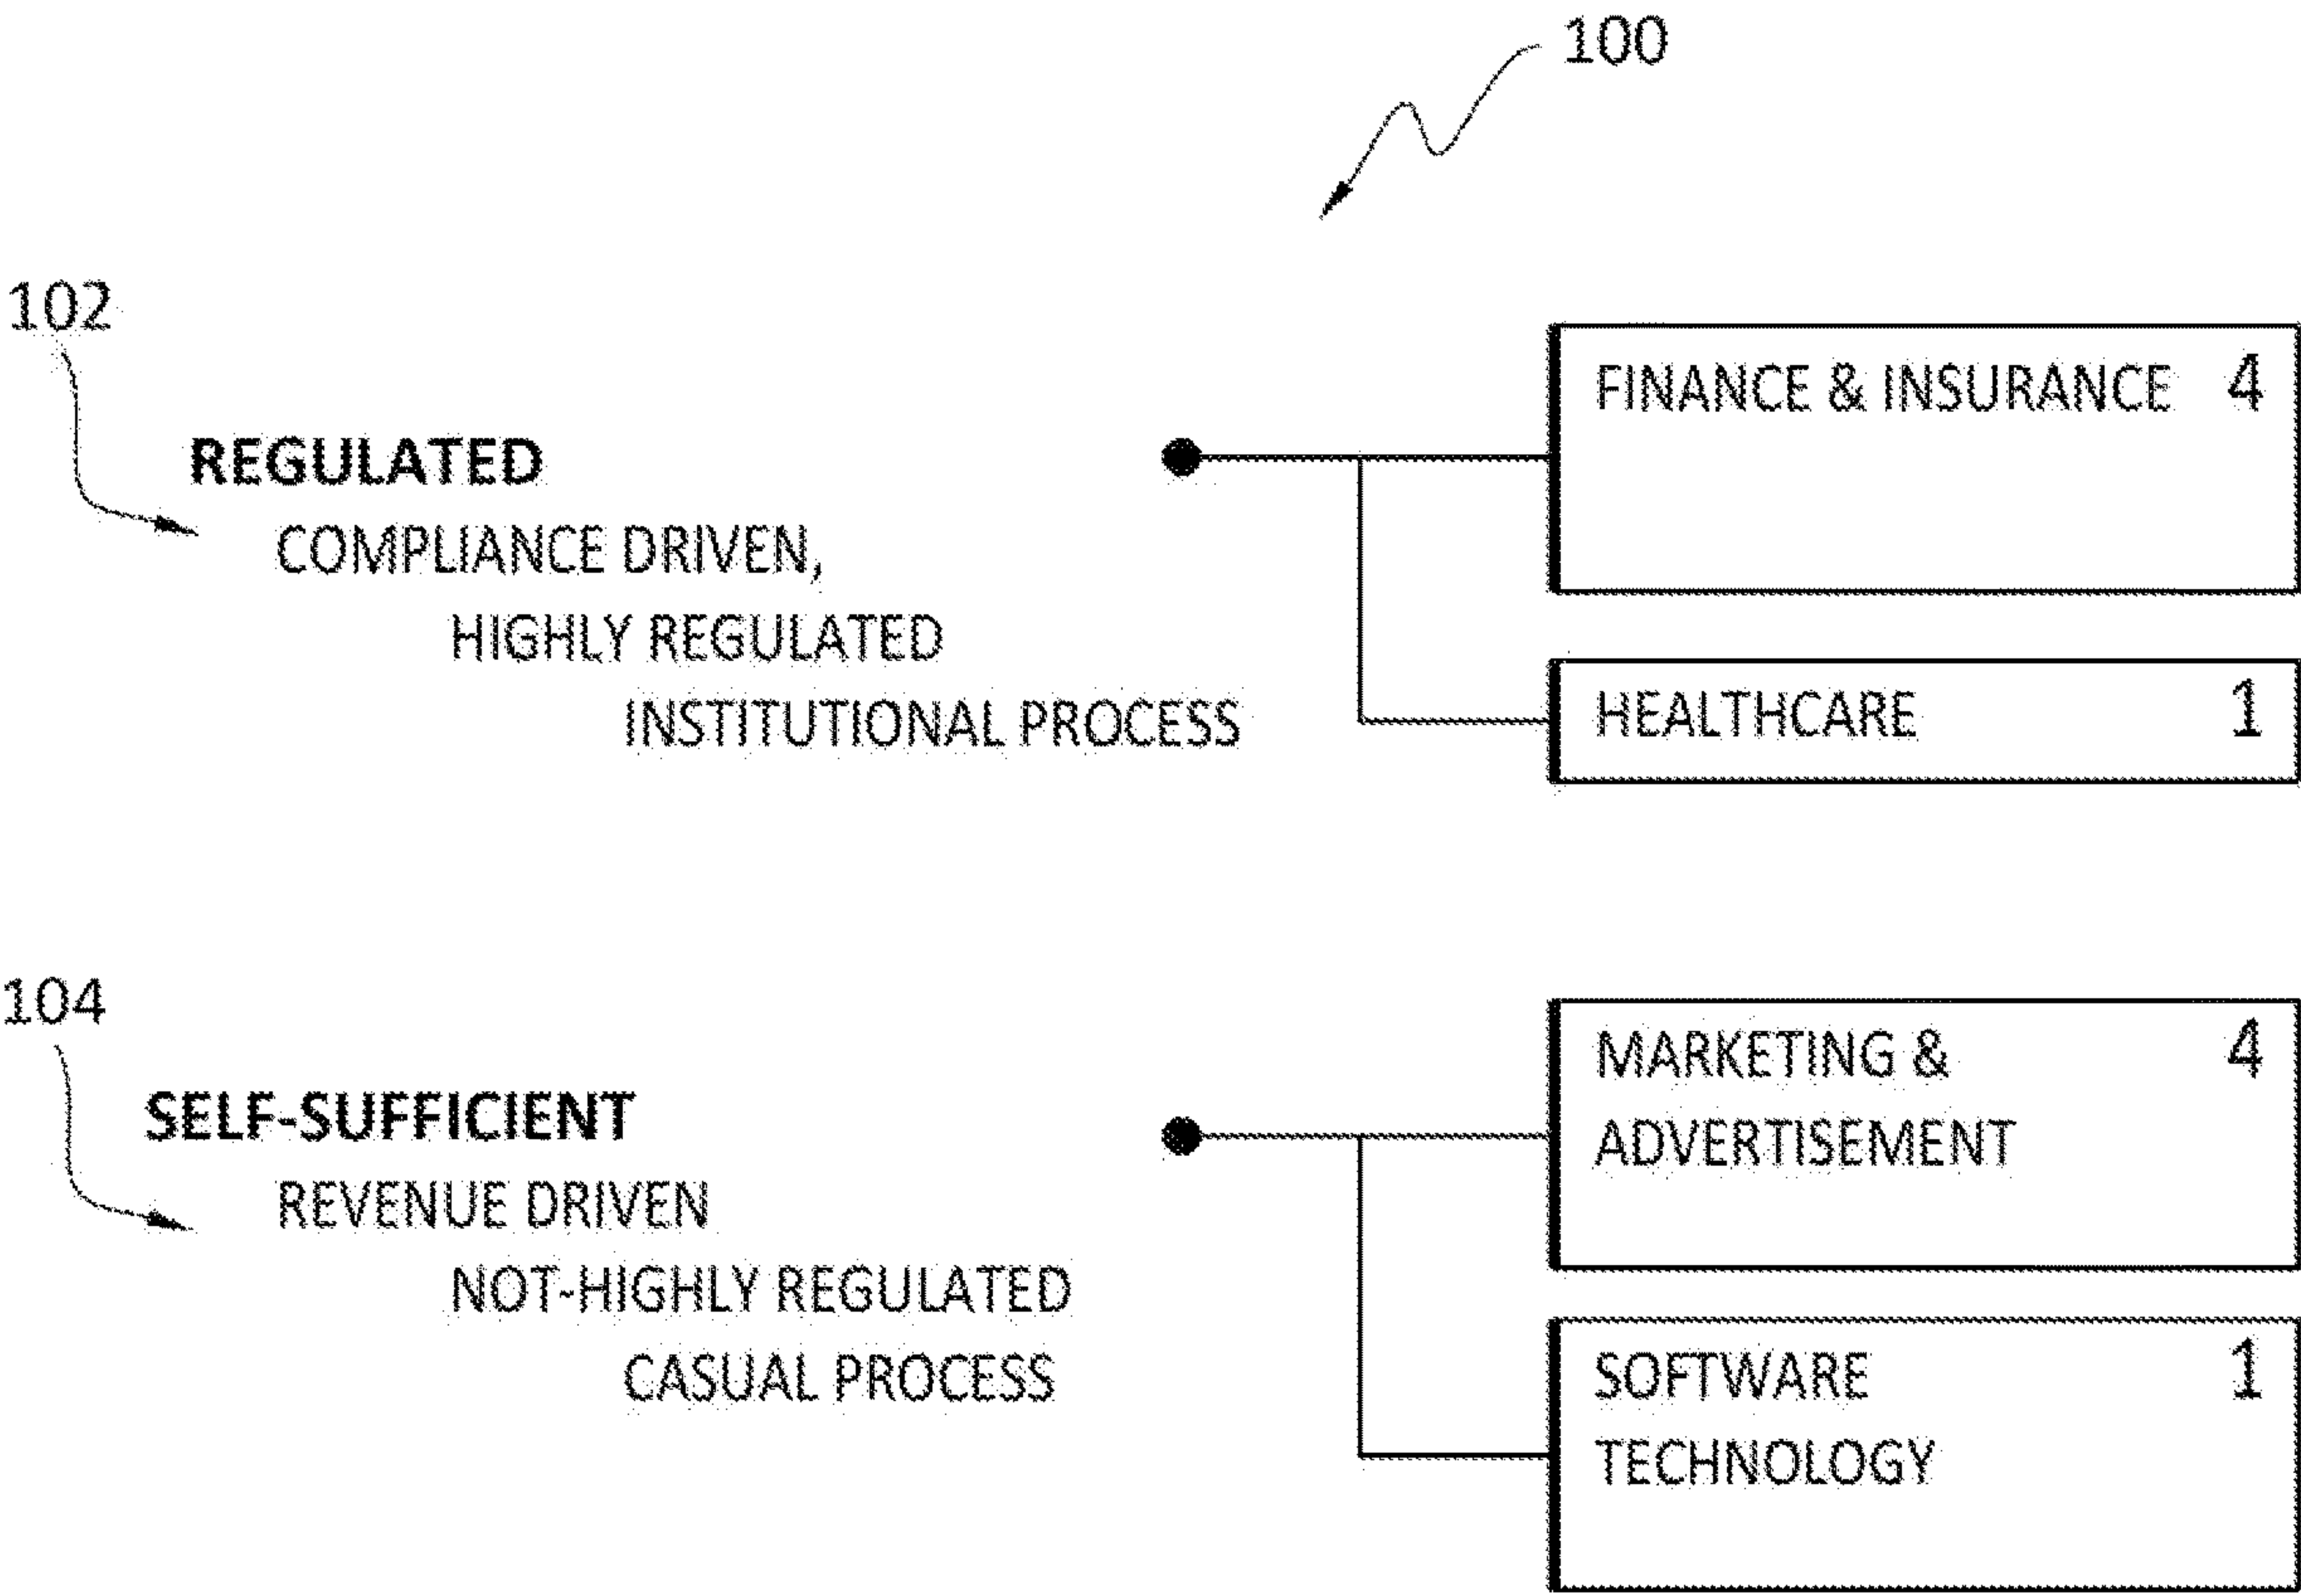 100
102
REGULATED
COMPLIANCE DRIVEN,
HIGHLY REGULATED
INSTITUTIONAL PROCESS
FINANCE & INSURANCE 4
HEALTHCARE 1
104
SELF-SUFFICIENT
REVENUE DRIVEN
NOT-HIGHLY REGULATED
CASUAL PROCESS
MARKETING & 4
ADVERTISEMENT
SOFTWARE 1
TECHNOLOGY